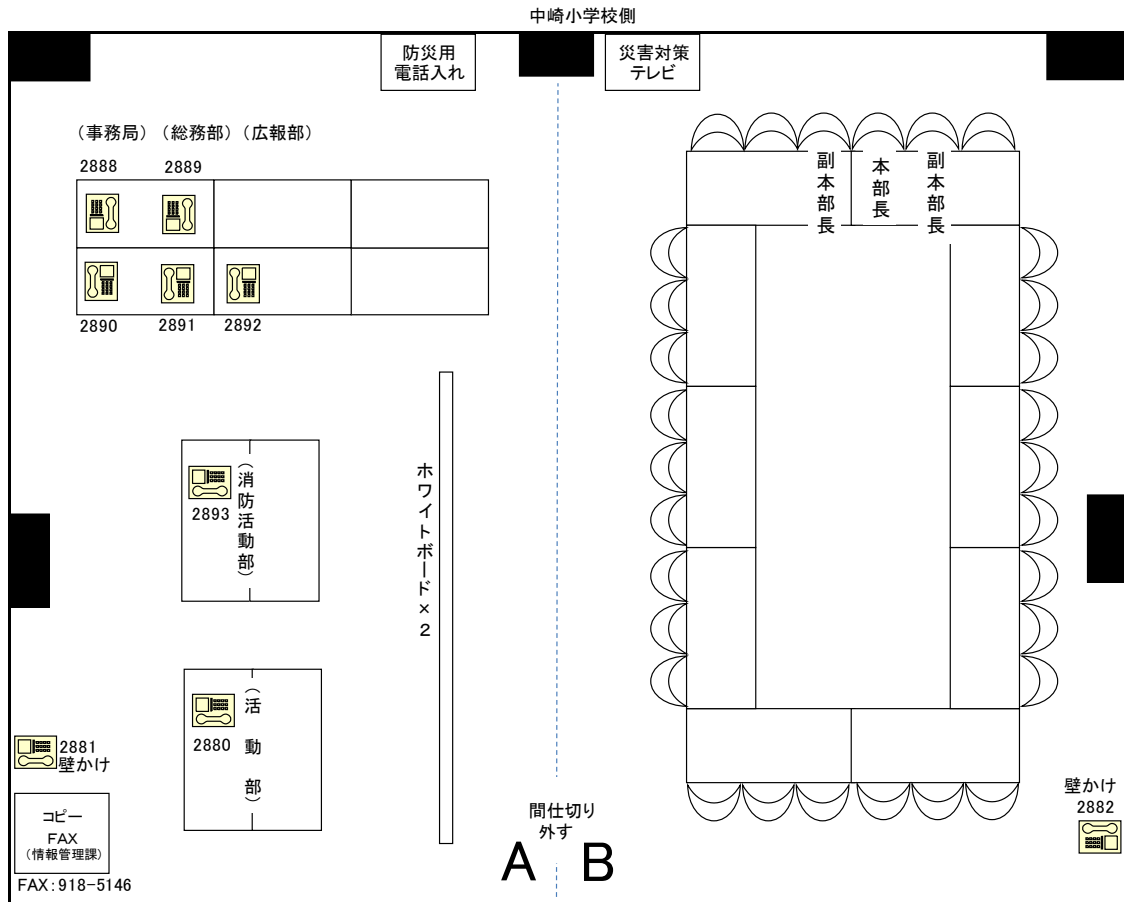 中崎小学校側
防災用
電話入れ
災害対策
テレビ
（事務局）（総務部）（広報部）
2888
2889
2890
2891
2892
副本部長
本部長
副本部長
（消防活動部）
2893
ホワイトボード×2
（活動部）
2880
2881
壁かけ
コピー
FAX
（情報管理課）
FAX：918-5146
間仕切り
外す
A
B
壁かけ
2882